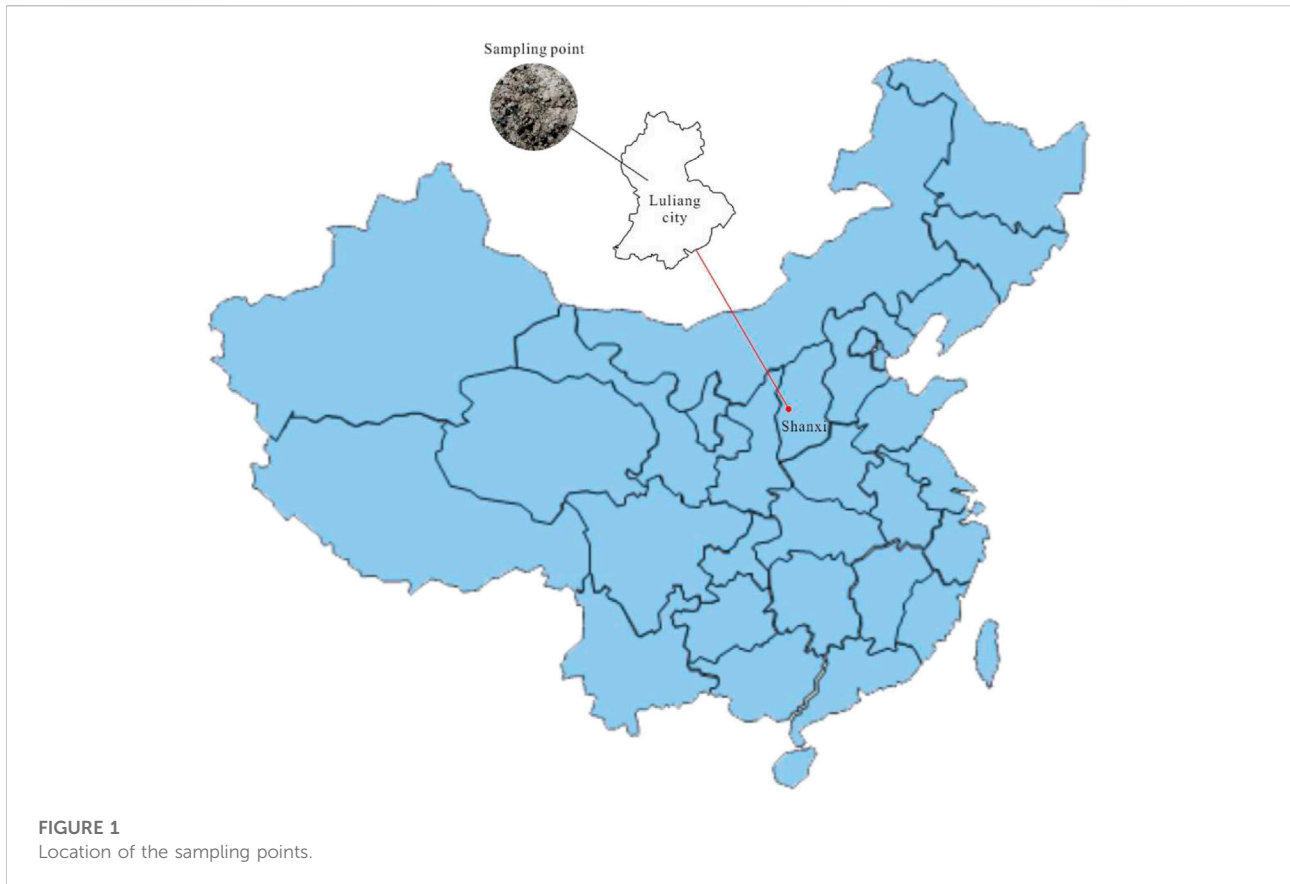 Sampling point
Luliang
city
Shanxi
FIGURE 1
Location of the sampling points.